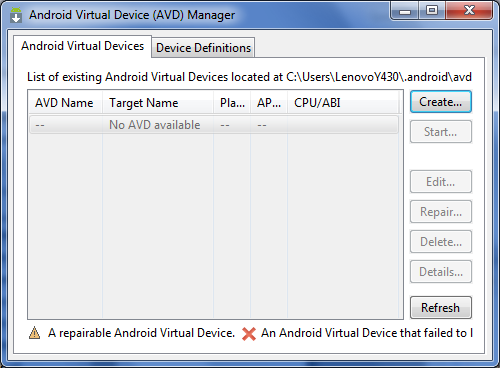 Android Virtual Device (AVD) Manager
Android Virtual Devices Device Definitions
List of existing Android Virtual Devices located at C:\Users\LenovoY430\.android\avd
AVD Name Target Name Pla... AP... CPU/ABI
-- No AVD available -- --
Create...
Start...
Edit...
Repair...
Delete...
Details...
Refresh
A repairable Android Virtual Device. An Android Virtual Device that failed to l